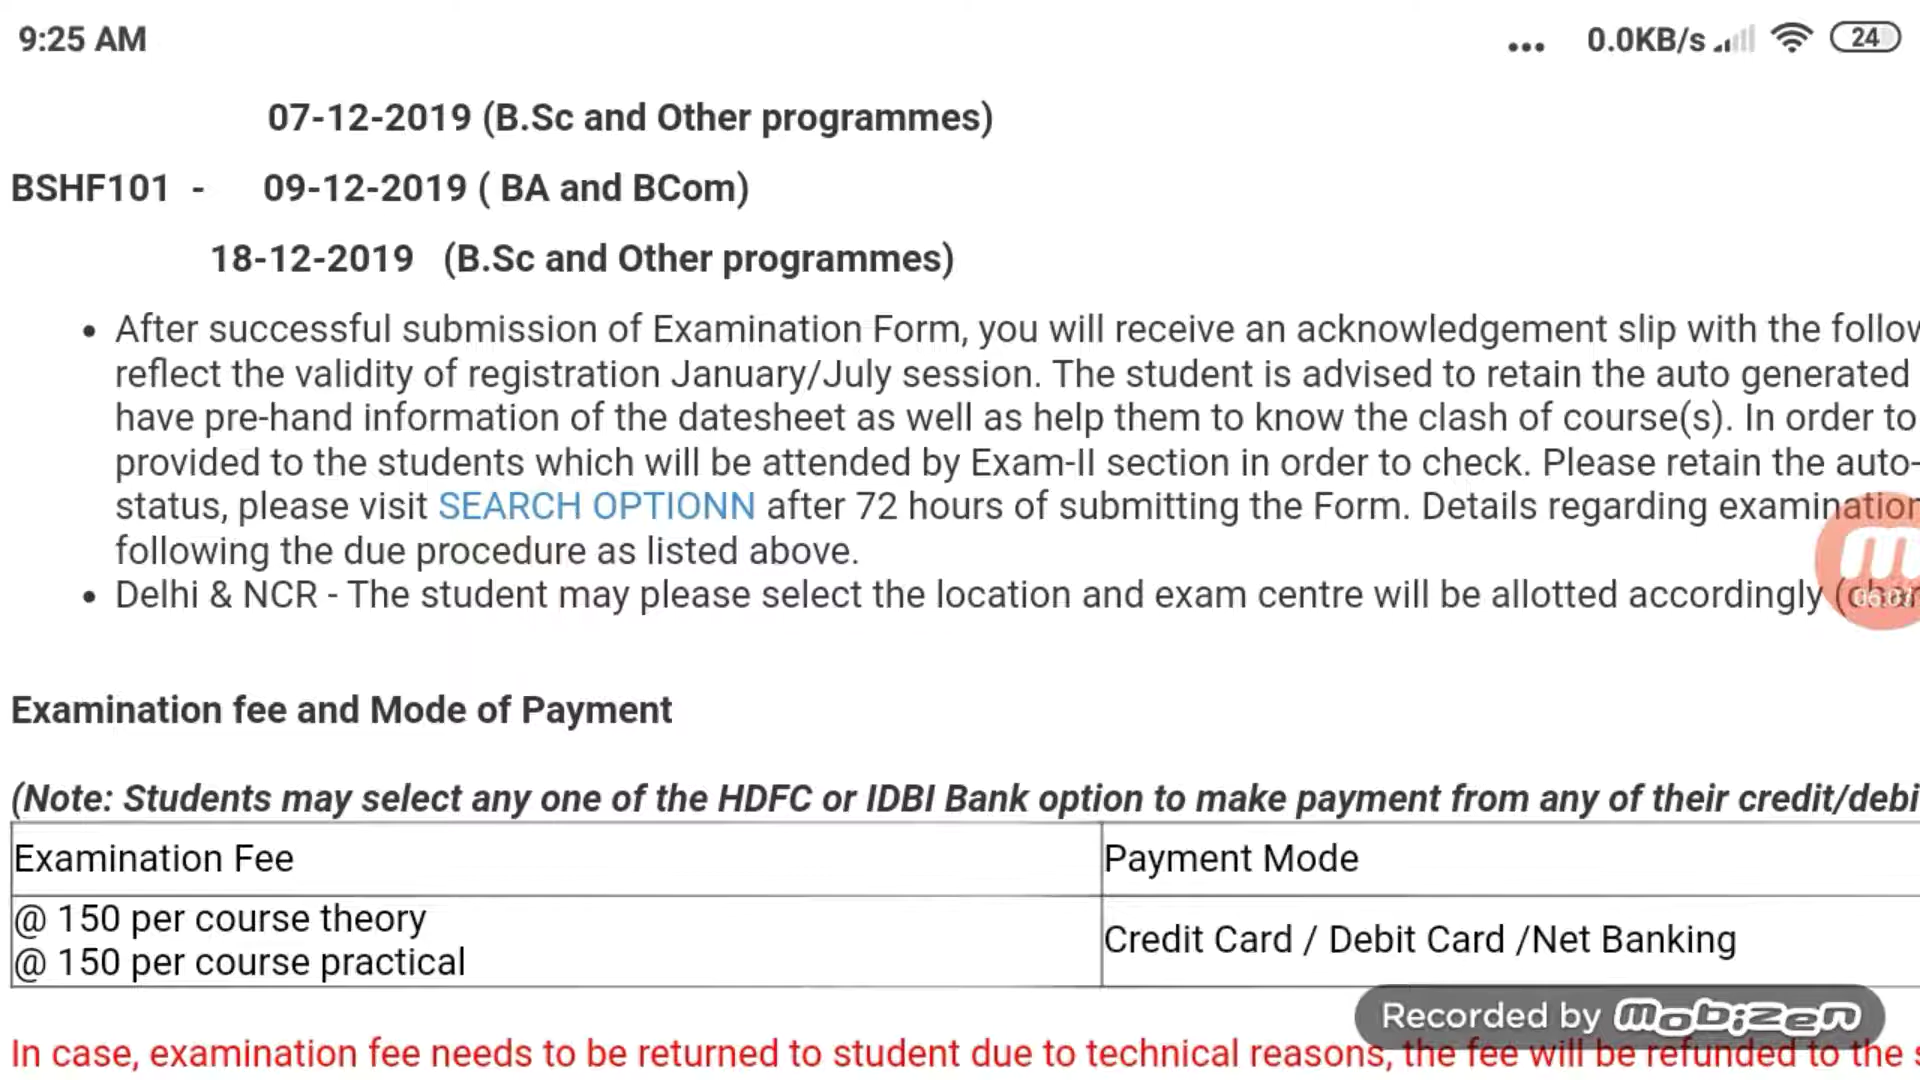 9:25 AM
... 0.0KB/s 24
07-12-2019 (B.Sc and Other programmes)
BSHF101 - 09-12-2019 ( BA and BCom)
18-12-2019 (B.Sc and Other programmes)
• After successful submission of Examination Form, you will receive an acknowledgement slip with the follow
reflect the validity of registration January/July session. The student is advised to retain the auto generated
have pre-hand information of the datesheet as well as help them to know the clash of course(s). In order to
provided to the students which will be attended by Exam-II section in order to check. Please retain the auto-
status, please visit SEARCH OPTIONN after 72 hours of submitting the Form. Details regarding examination
following the due procedure as listed above.
• Delhi & NCR - The student may please select the location and exam centre will be allotted accordingly
Examination fee and Mode of Payment
(Note: Students may select any one of the HDFC or IDBI Bank option to make payment from any of their credit/debi
Examination Fee
Payment Mode
@ 150 per course theory
@ 150 per course practical
Credit Card / Debit Card /Net Banking
Recorded by mobizen
In case, examination fee needs to be returned to student due to technical reasons, the fee will be refunded to the s